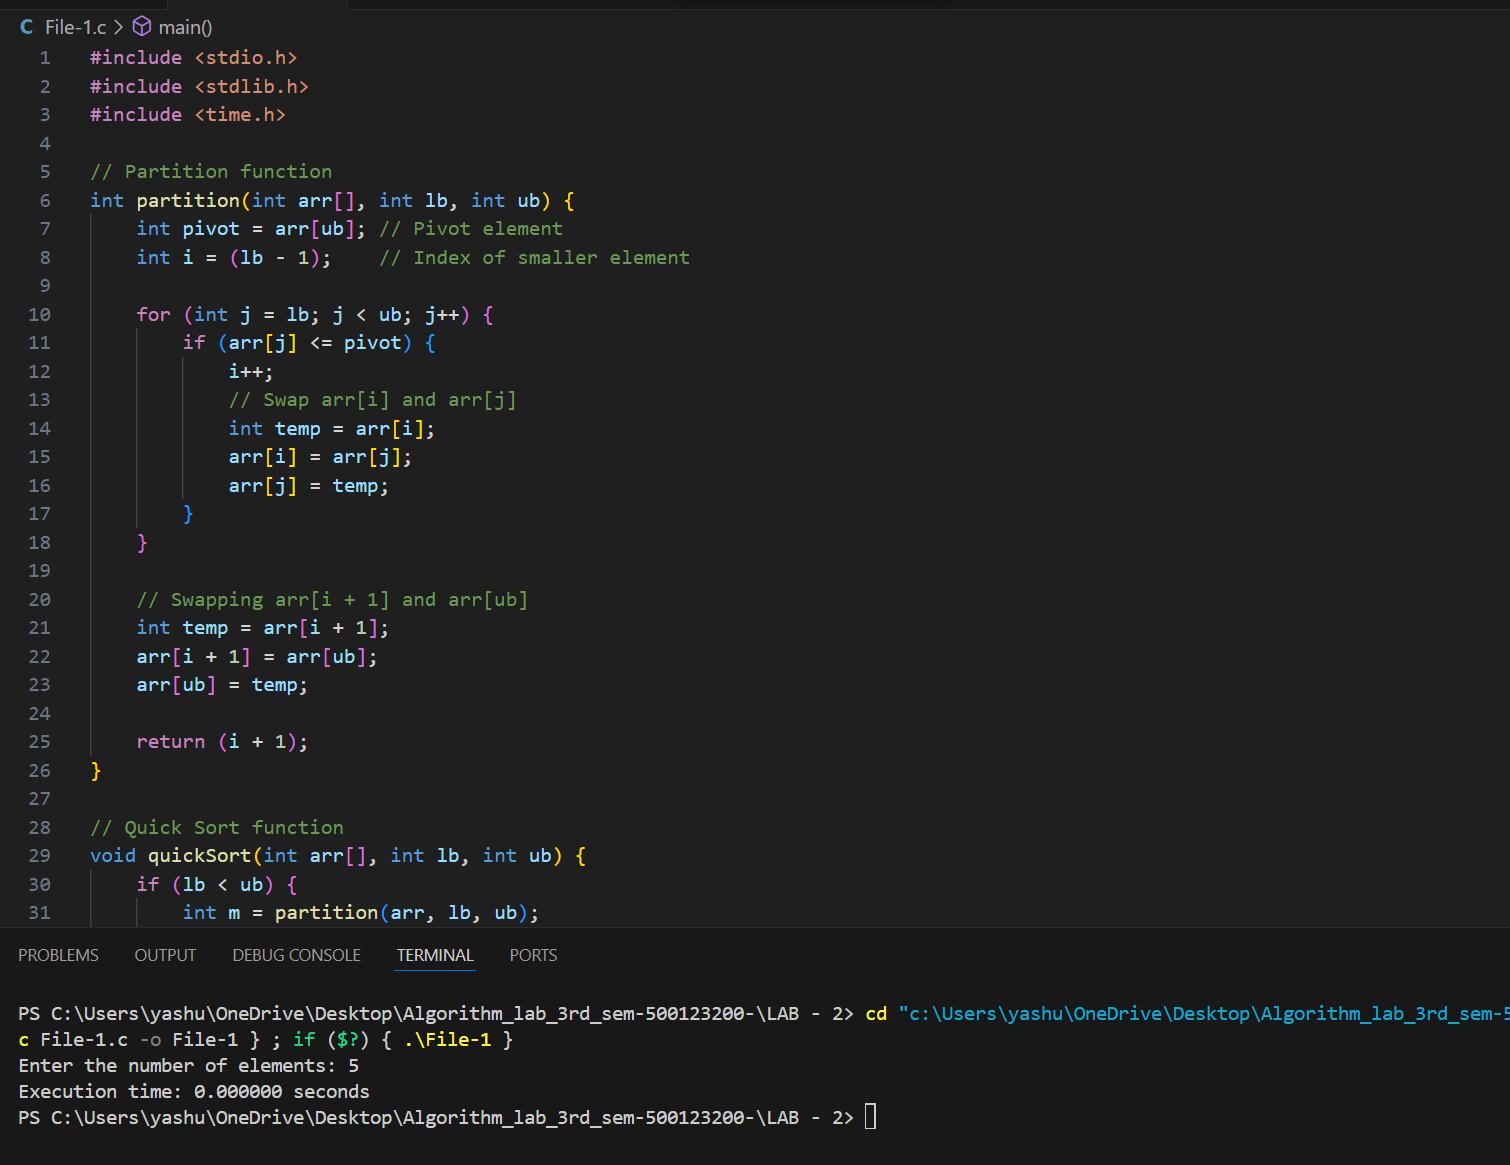 C File-1.c > main()
1 #include <stdio.h>
2 #include <stdlib.h>
3 #include <time.h>
4
5 // Partition function
6 int partition(int arr[], int lb, int ub) {
7     int pivot = arr[ub]; // Pivot element
8     int i = (lb - 1);    // Index of smaller element
9
10     for (int j = lb; j < ub; j++) {
11         if (arr[j] <= pivot) {
12             i++;
13             // Swap arr[i] and arr[j]
14             int temp = arr[i];
15             arr[i] = arr[j];
16             arr[j] = temp;
17         }
18     }
19
20     // Swapping arr[i + 1] and arr[ub]
21     int temp = arr[i + 1];
22     arr[i + 1] = arr[ub];
23     arr[ub] = temp;
24
25     return (i + 1);
26 }
27
28 // Quick Sort function
29 void quickSort(int arr[], int lb, int ub) {
30     if (lb < ub) {
31         int m = partition(arr, lb, ub);
PROBLEMS OUTPUT DEBUG CONSOLE TERMINAL PORTS
PS C:\Users\yashu\OneDrive\Desktop\Algorithm_lab_3rd_sem-500123200-\LAB - 2> cd "c:\Users\yashu\OneDrive\Desktop\Algorithm_lab_3rd_sem-5
c File-1.c -o File-1 } ; if ($?) { .\File-1 }
Enter the number of elements: 5
Execution time: 0.000000 seconds
PS C:\Users\yashu\OneDrive\Desktop\Algorithm_lab_3rd_sem-500123200-\LAB - 2>